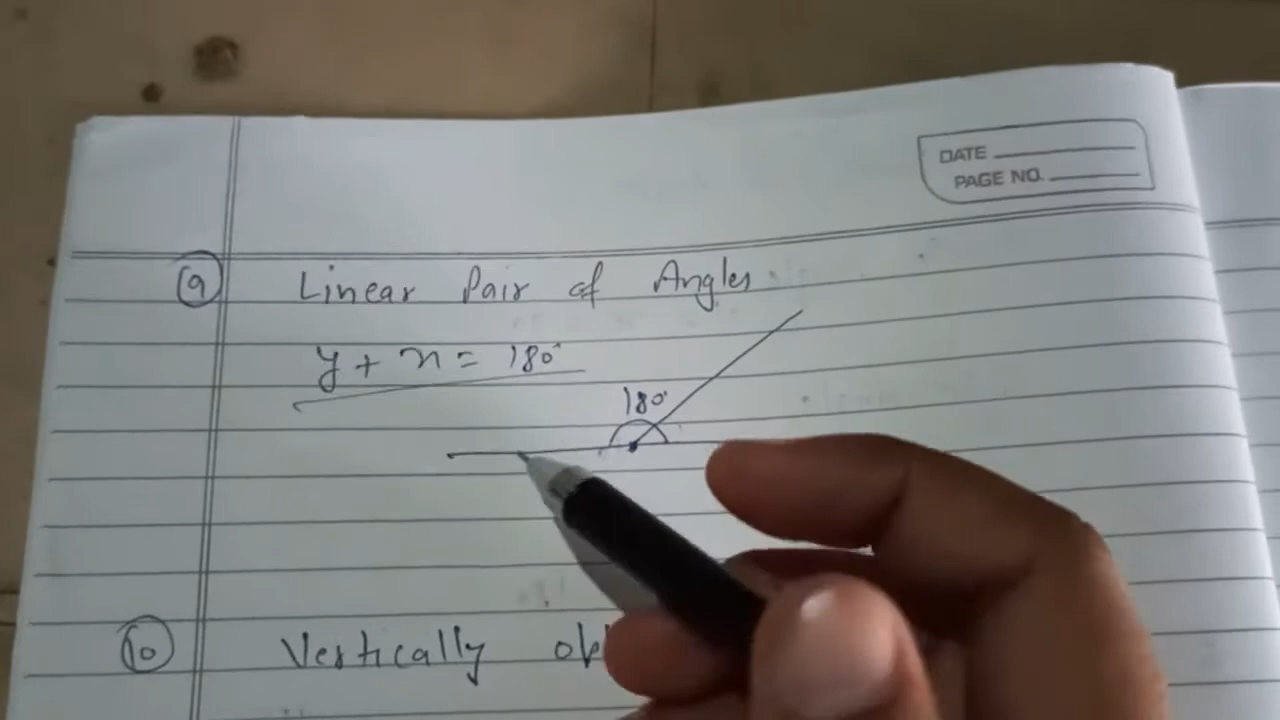 DATE
PAGE NO.
9 Linear Pair of Angles
y + x = 180°
180°
10 Vertically